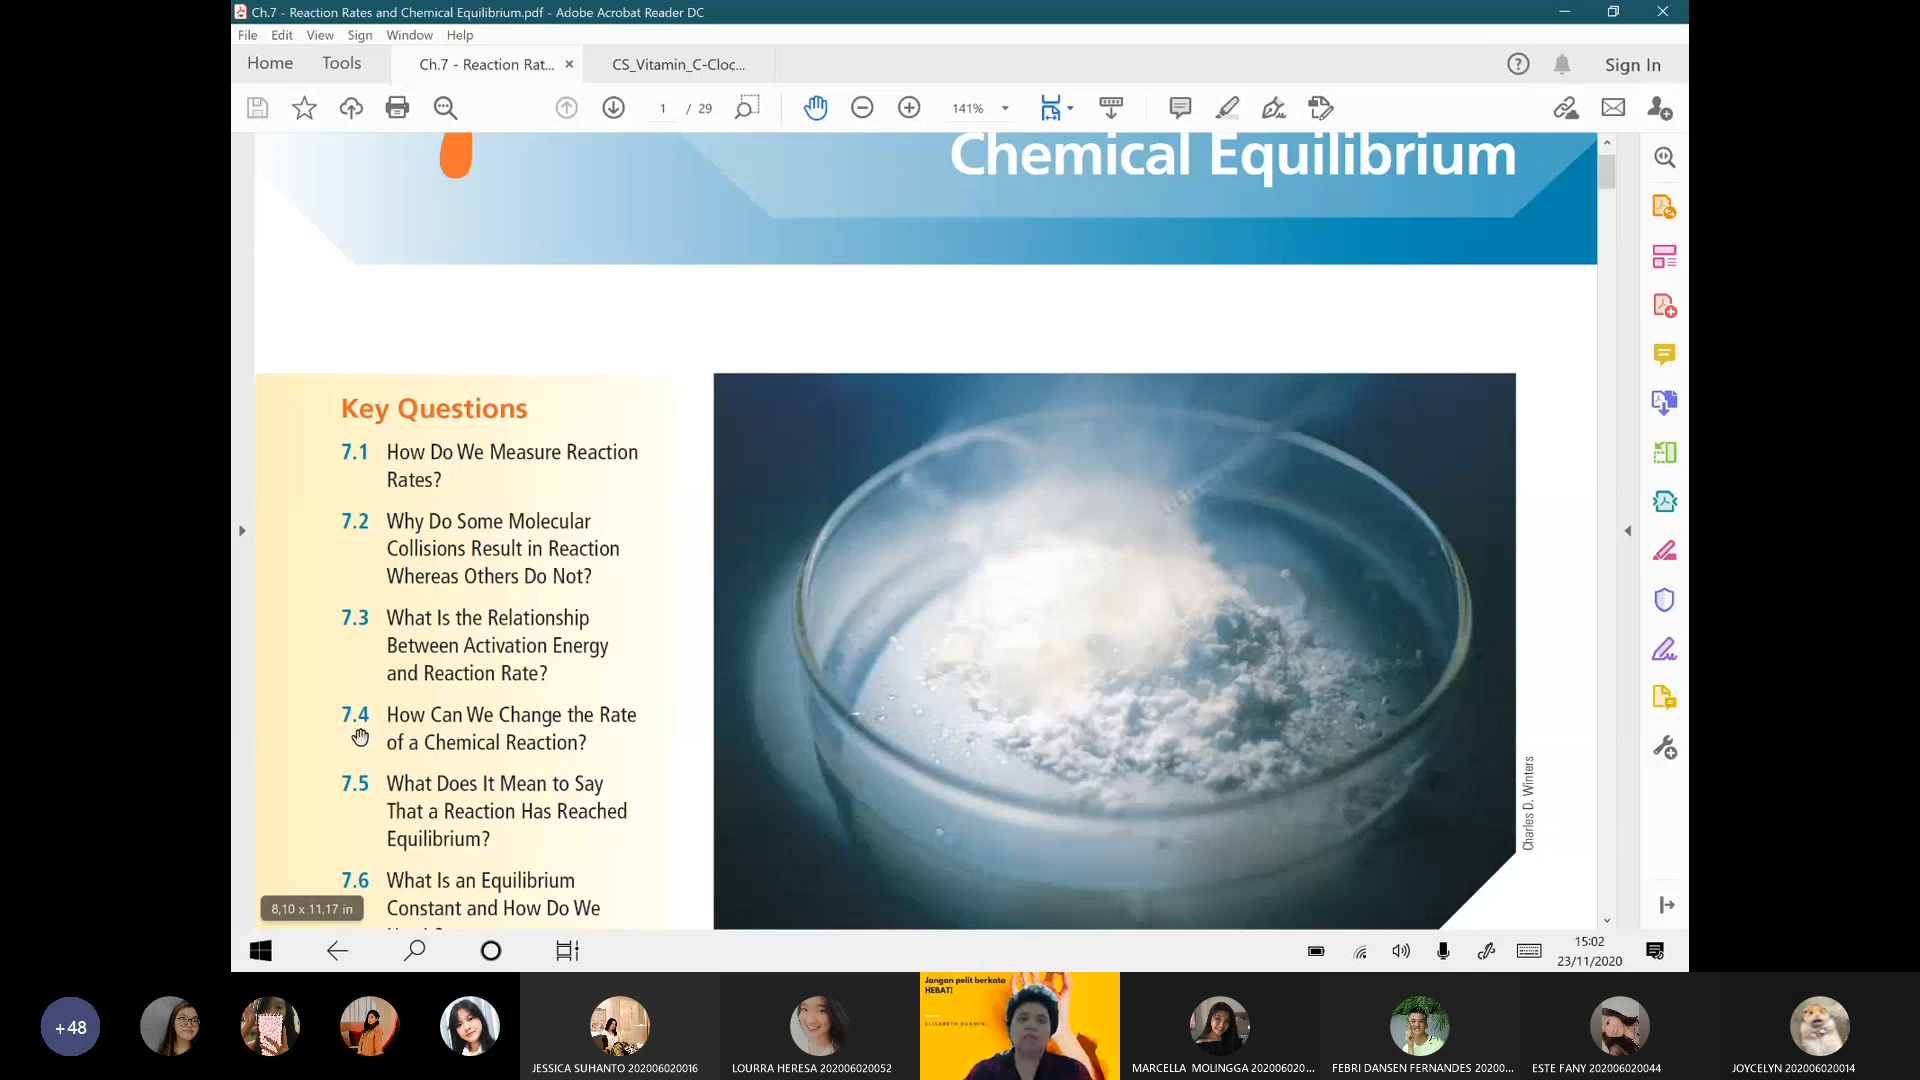 Ch.7 - Reaction Rates and Chemical Equilibrium.pdf - Adobe Acrobat Reader DC
File Edit View Sign Window Help
Home Tools Ch.7 - Reaction Rat... CS_Vitamin_C-Cloc... Sign In
1 / 29 141%
Chemical Equilibrium
Key Questions
7.1 How Do We Measure Reaction
Rates?
7.2 Why Do Some Molecular
Collisions Result in Reaction
Whereas Others Do Not?
7.3 What Is the Relationship
Between Activation Energy
and Reaction Rate?
7.4 How Can We Change the Rate
of a Chemical Reaction?
7.5 What Does It Mean to Say
That a Reaction Has Reached
Equilibrium?
7.6 What Is an Equilibrium
Constant and How Do We
Charles D. Winters
8,10 x 11,17 in
15:02
23/11/2020
+48
Jangan pelit berkata
HEBAT!
JESSICA SUHANTO 202006020016
LOURRA HERESA 202006020052
MARCELLA MOLINGGA 202006020...
FEBRI DANSEN FERNANDES 20200...
ESTE FANY 202006020044
JOYCELYN 202006020014